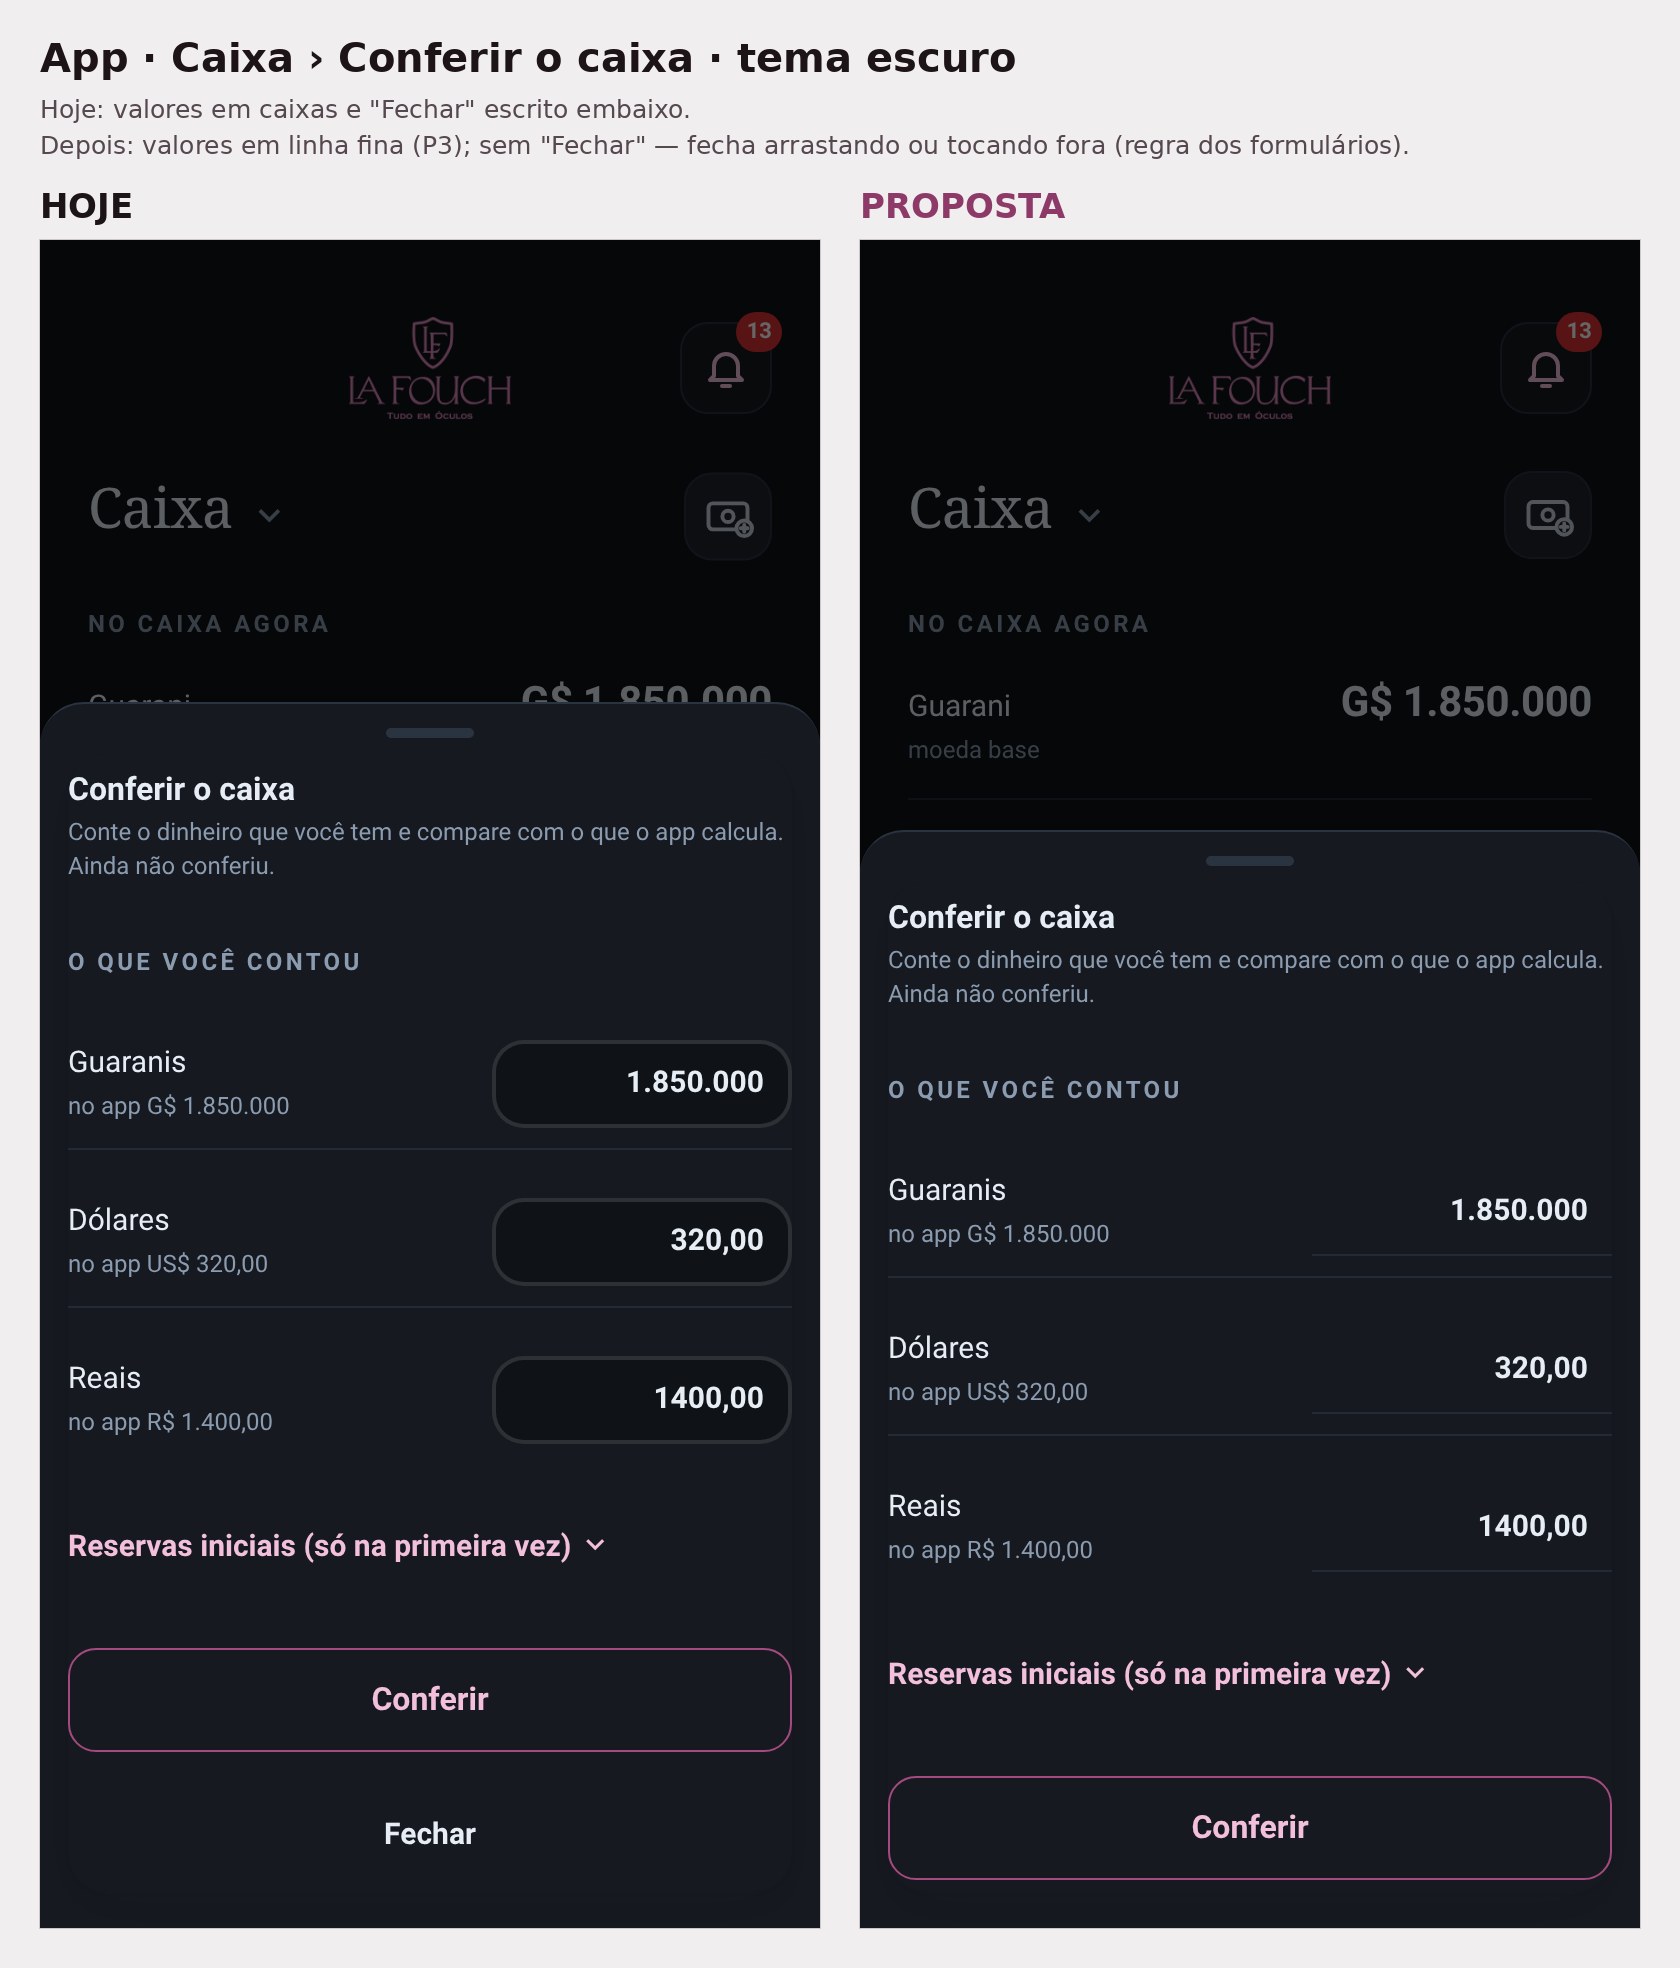 App · Caixa › Conferir o caixa · tema escuro
Hoje: valores em caixas e "Fechar" escrito embaixo.
Depois: valores em linha fina (P3); sem "Fechar" — fecha arrastando ou tocando fora (regra dos formulários).
HOJE
LF
13
LA FOUCH
TUDO EM ÓCULOS
Caixa
NO CAIXA AGORA
Guarani G$ 1.850.000
Conferir o caixa
Conte o dinheiro que você tem e compare com o que o app calcula.
Ainda não conferiu.
O QUE VOCÊ CONTOU
Guaranis
1.850.000
no app G$ 1.850.000
Dólares
320,00
no app US$ 320,00
Reais
1400,00
no app R$ 1.400,00
Reservas iniciais (só na primeira vez)
Conferir
Fechar
PROPOSTA
LF
13
LA FOUCH
TUDO EM ÓCULOS
Caixa
NO CAIXA AGORA
Guarani G$ 1.850.000
moeda base
Conferir o caixa
Conte o dinheiro que você tem e compare com o que o app calcula.
Ainda não conferiu.
O QUE VOCÊ CONTOU
Guaranis
1.850.000
no app G$ 1.850.000
Dólares
320,00
no app US$ 320,00
Reais
1400,00
no app R$ 1.400,00
Reservas iniciais (só na primeira vez)
Conferir